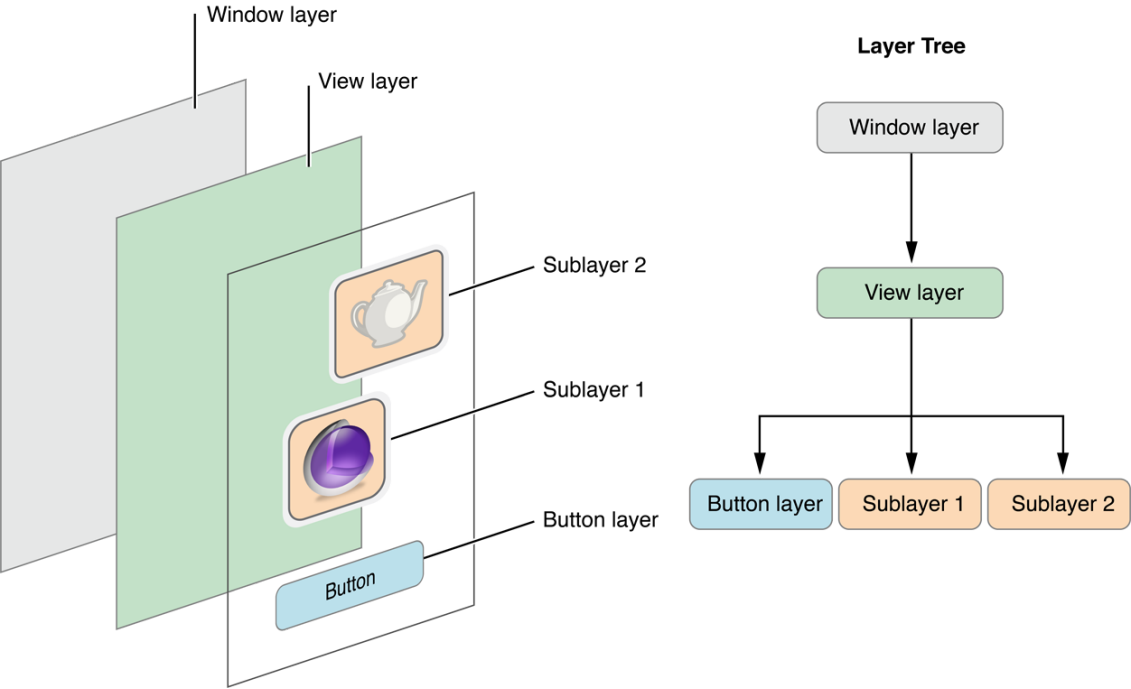 Window layer
View layer
Sublayer 2
Sublayer 1
Button layer
Button
Layer Tree
Window layer
View layer
Button layer
Sublayer 1
Sublayer 2